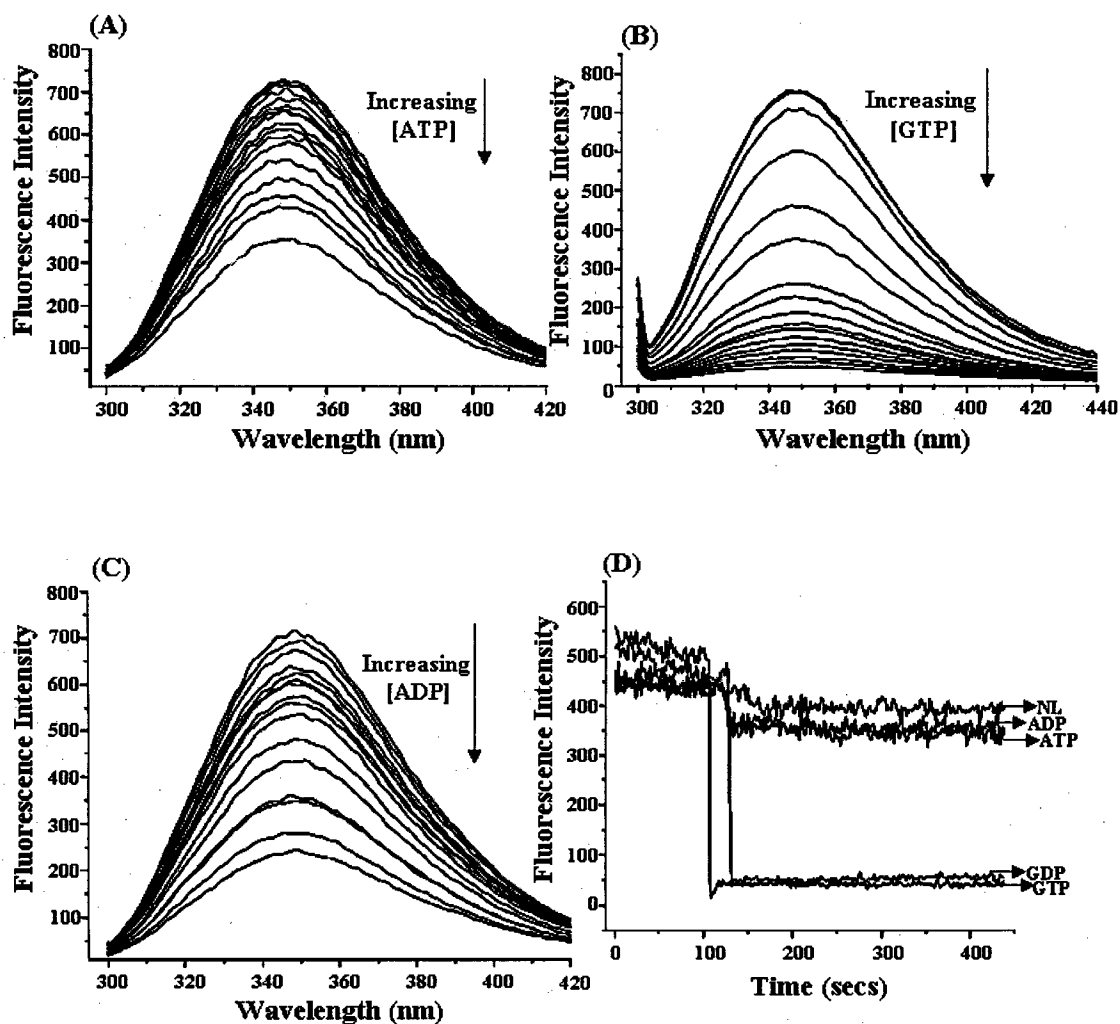 (A)
800
700
600
500
400
300
200
100
Fluorescence Intensity
Increasing
[ATP]
300 320 340 360 380 400 420
Wavelength (nm)
(B)
800
700
600
500
400
300
200
100
0
Fluorescence Intensity
Increasing
[GTP]
300 320 340 360 380 400 420 440
Wavelength (nm)
(C)
800
700
600
500
400
300
200
100
Fluorescence Intensity
Increasing
[ADP]
300 320 340 360 380 400 420
Wavelength (nm)
(D)
600
500
400
300
200
100
0
Fluorescence Intensity
NL
ADP
ATP
GDP
GTP
0 100 200 300 400
Time (secs)